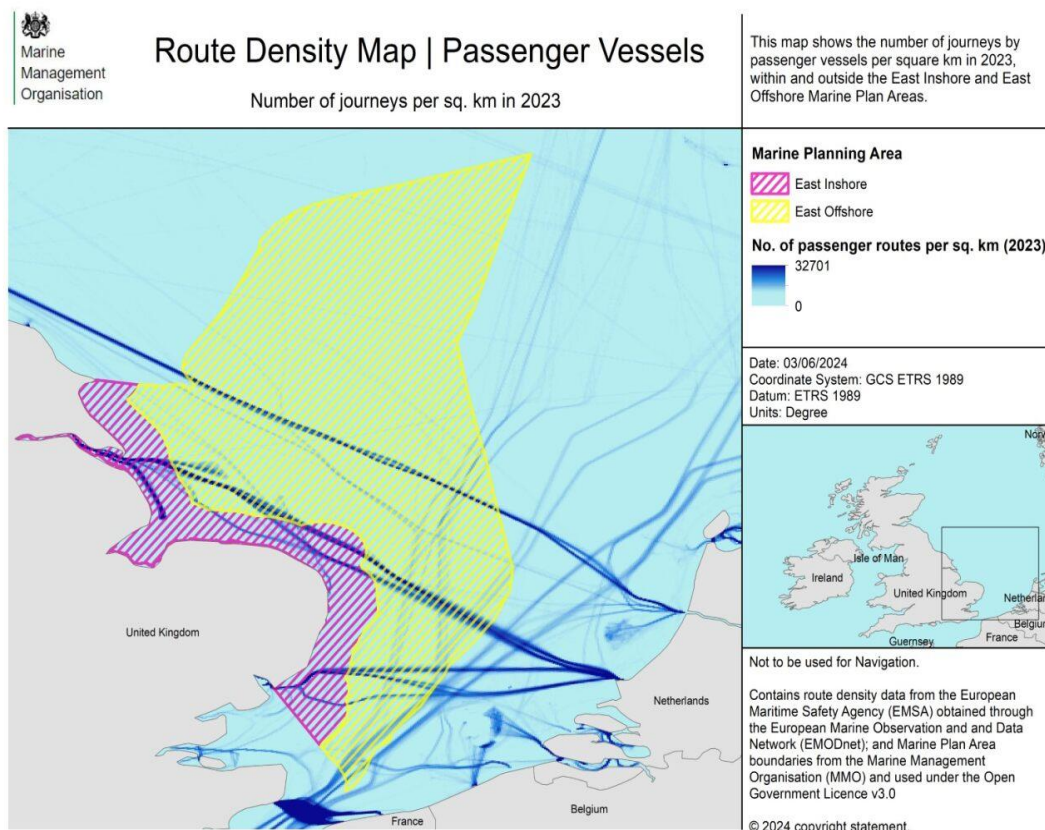 Marine
Management
Organisation
Route Density Map | Passenger Vessels
Number of journeys per sq. km in 2023
This map shows the number of journeys by
passenger vessels per square km in 2023,
within and outside the East Inshore and East
Offshore Marine Plan Areas.
Marine Planning Area
East Inshore
East Offshore
No. of passenger routes per sq. km (2023)
32701
0
Date: 03/06/2024
Coordinate System: GCS ETRS 1989
Datum: ETRS 1989
Units: Degree
United Kingdom
Netherlands
Belgium
France
Norw
Isle of Man
Ireland
United Kingdom
Netherlan
Belgium
Guernsey
France
Not to be used for Navigation.
Contains route density data from the European
Maritime Safety Agency (EMSA) obtained through
the European Marine Observation and and Data
Network (EMODnet); and Marine Plan Area
boundaries from the Marine Management
Organisation (MMO) and used under the Open
Government Licence v3.0
© 2024 copyright statement